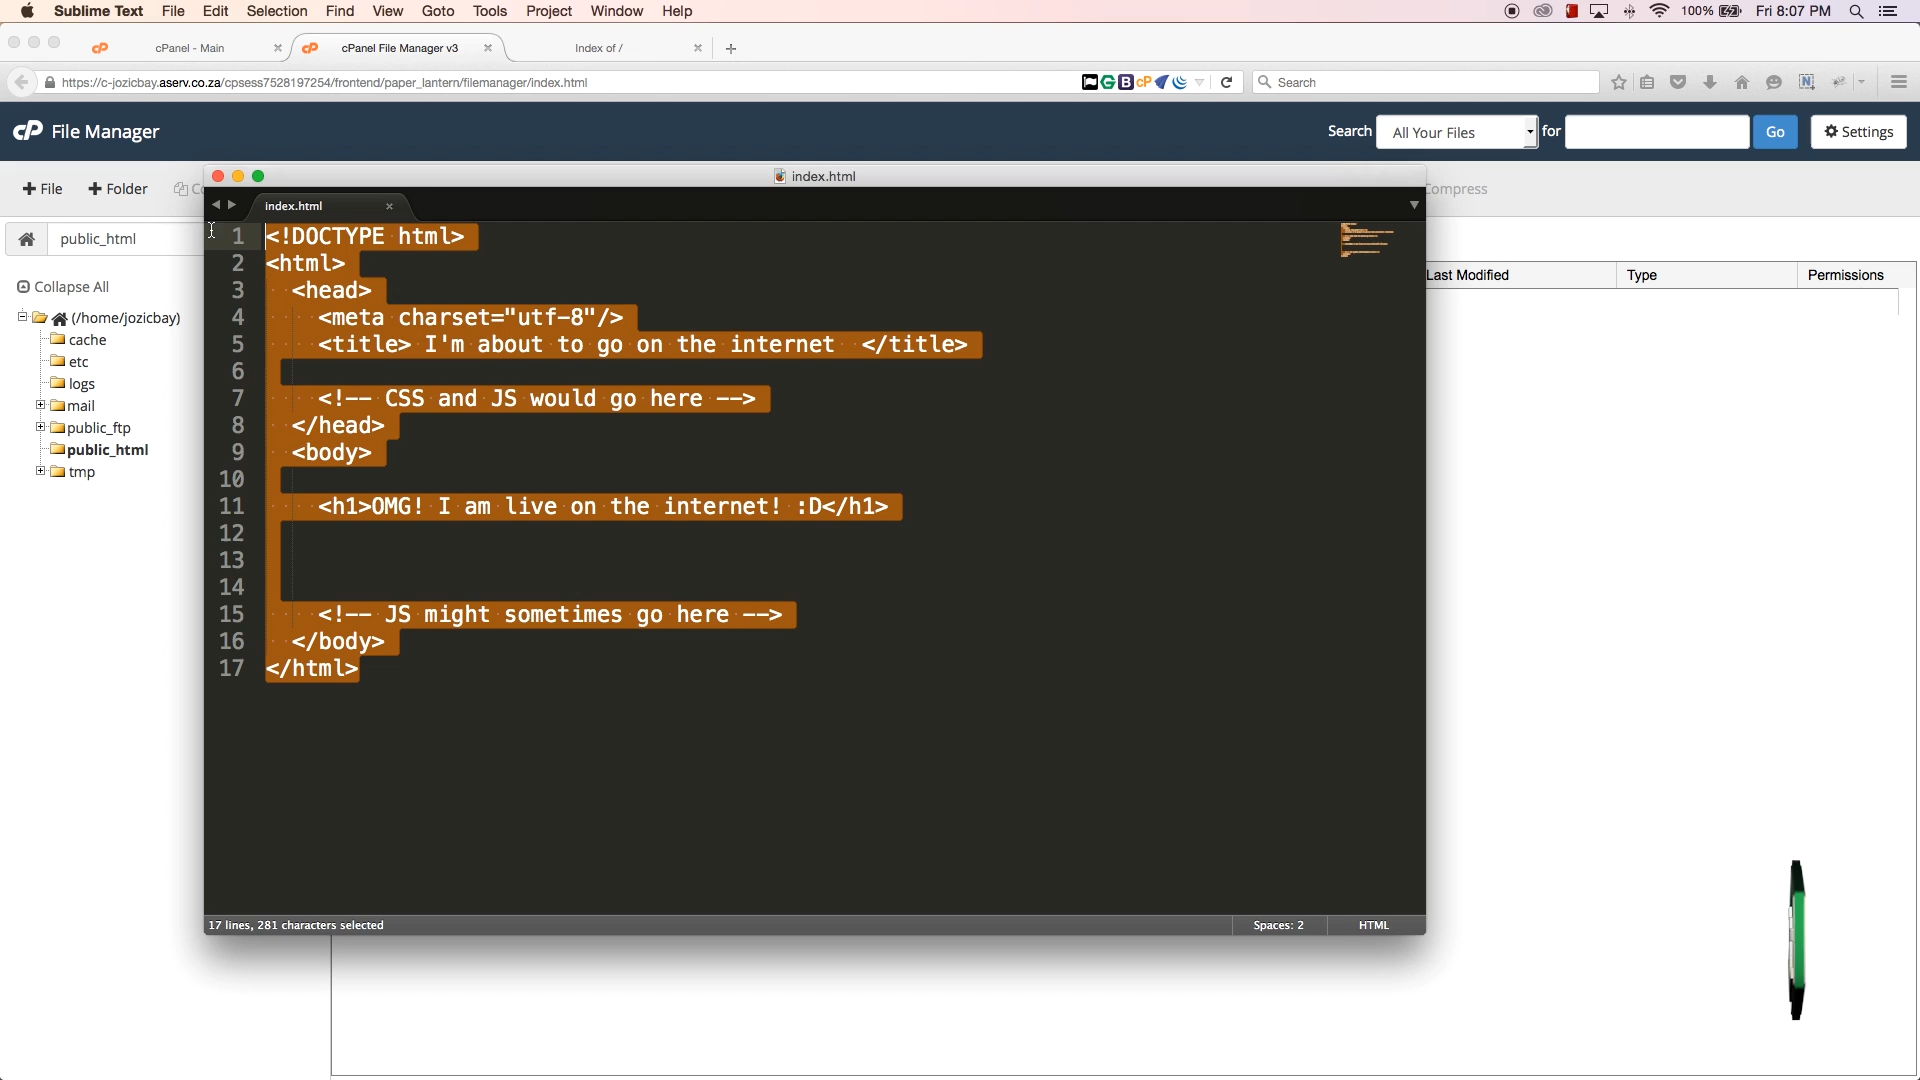 Sublime Text File Edit Selection Find View Goto Tools Project Window Help 100% Fri 8:07 PM
cPanel - Main cPanel File Manager v3 Index of /
https://c-jozicbay.aserv.co.za/cpsess7528197254/frontend/paper_lantern/filemanager/index.html Search
cP File Manager Search All Your Files for Go Settings
File Folder Compress
index.html
index.html
public_html
Last Modified Type Permissions
Collapse All
(/home/jozicbay)
cache
etc
logs
mail
public_ftp
public_html
tmp
1 <!DOCTYPE html>
2 <html>
3 <head>
4 <meta charset="utf-8"/>
5 <title> I'm about to go on the internet </title>
6
7 <!-- CSS and JS would go here -->
8 </head>
9 <body>
10
11 <h1>OMG! I am live on the internet! :D</h1>
12
13
14
15 <!-- JS might sometimes go here -->
16 </body>
17 </html>
17 lines, 281 characters selected Spaces: 2 HTML